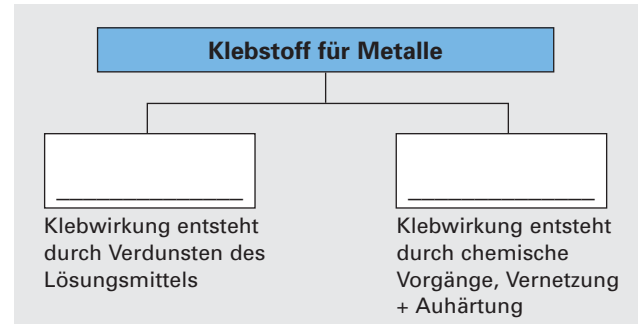 Klebstoff für Metalle
Klebwirkung entsteht
durch Verdunsten des
Lösungsmittels
Klebwirkung entsteht
durch chemische
Vorgänge, Vernetzung
+ Auhärtung